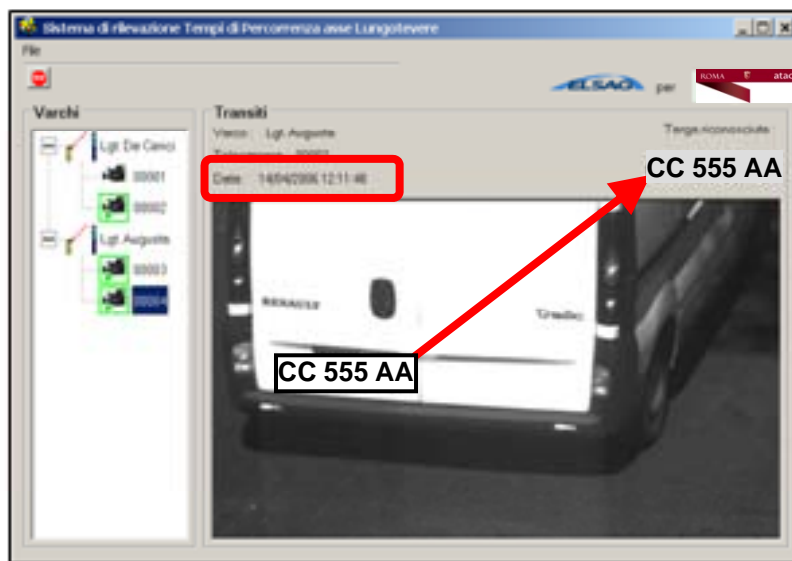 Sistema di rilevazione Tempi di Percorrenza asse Lungotevere
File
ELSAG per
ROMA atac
Varchi
Lgt. De Cenci
00001
00002
Lgt. Augusta
00003
00004
Transiti
Varco: Lgt. Augusta
Targa riconosciuta:
Date 14/04/2006 12:11:48
CC 555 AA
RENAULT
Trafic
CC 555 AA